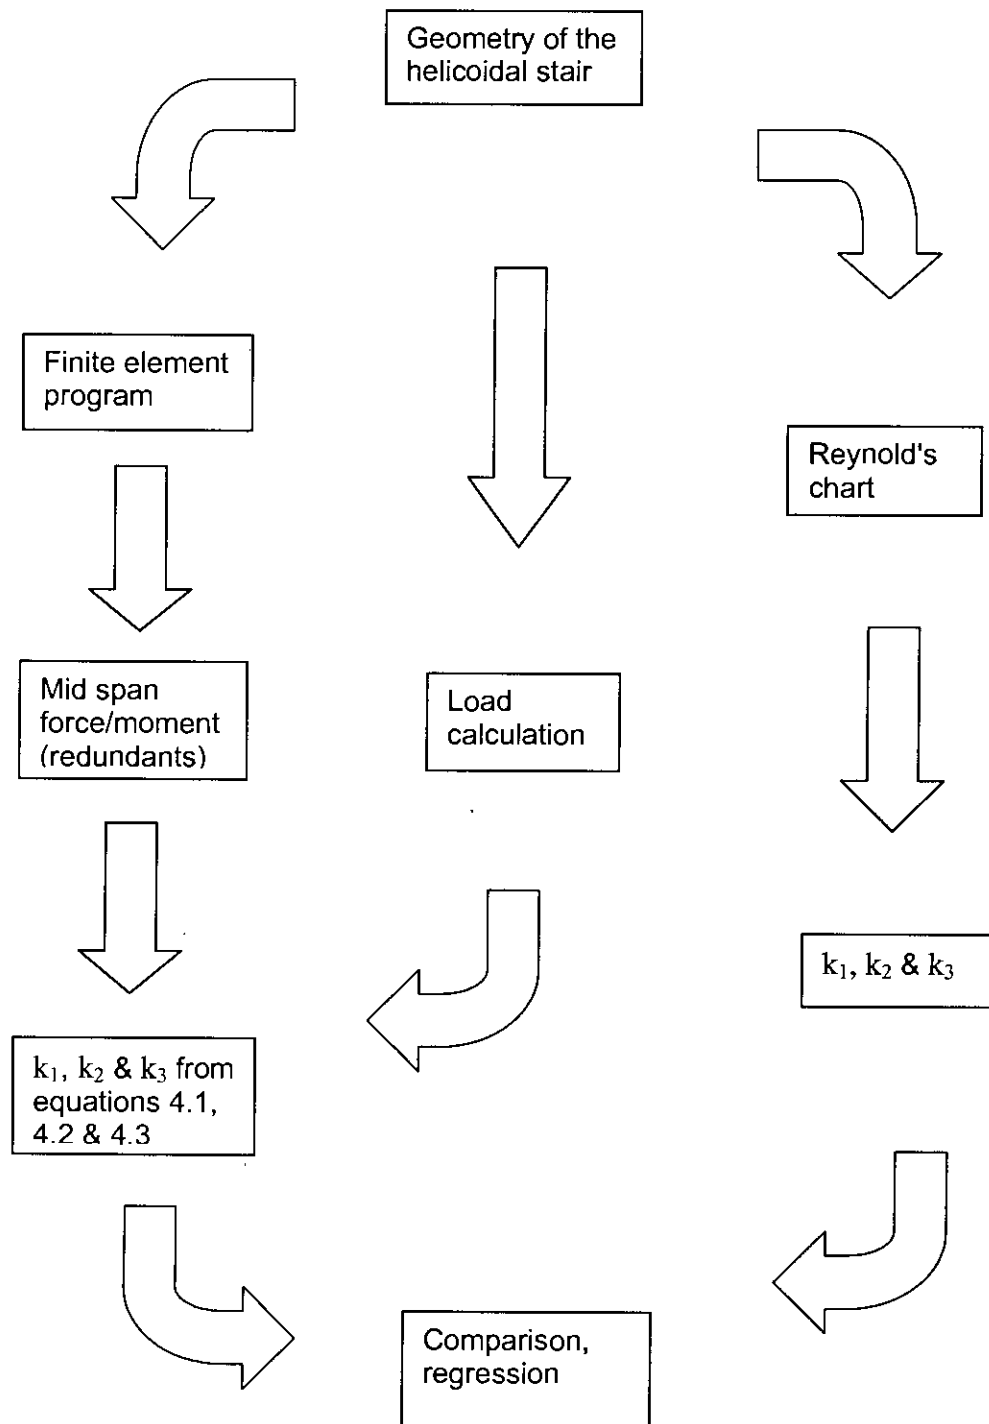 Geometry of the
helicoidal stair
Finite element
program
Reynold's
chart
Mid span
force/moment
(redundants)
Load
calculation
k₁, k₂ & k₃
k₁, k₂ & k₃ from
equations 4.1,
4.2 & 4.3
Comparison,
regression